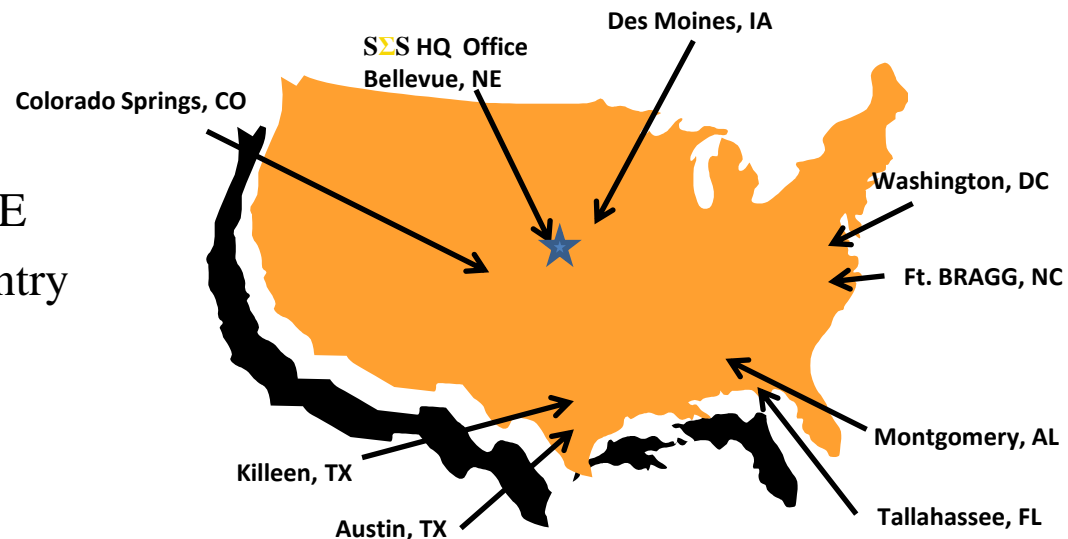 Des Moines, IA
SΣS HQ Office
Bellevue, NE
Colorado Springs, CO
Washington, DC
E
ntry
Ft. BRAGG, NC
Montgomery, AL
Killeen, TX
Tallahassee, FL
Austin, TX